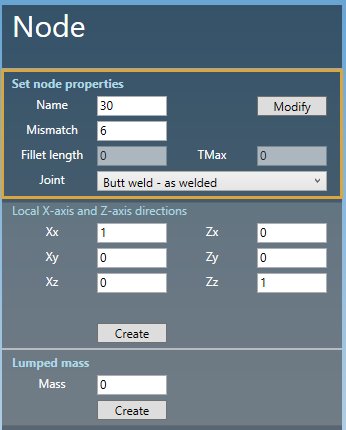 Node
Set node properties
Name 30 Modify
Mismatch 6
Fillet length 0 TMax 0
Joint Butt weld - as welded
Local X-axis and Z-axis directions
Xx 1 Zx 0
Xy 0 Zy 0
Xz 0 Zz 1
Create
Lumped mass
Mass 0
Create